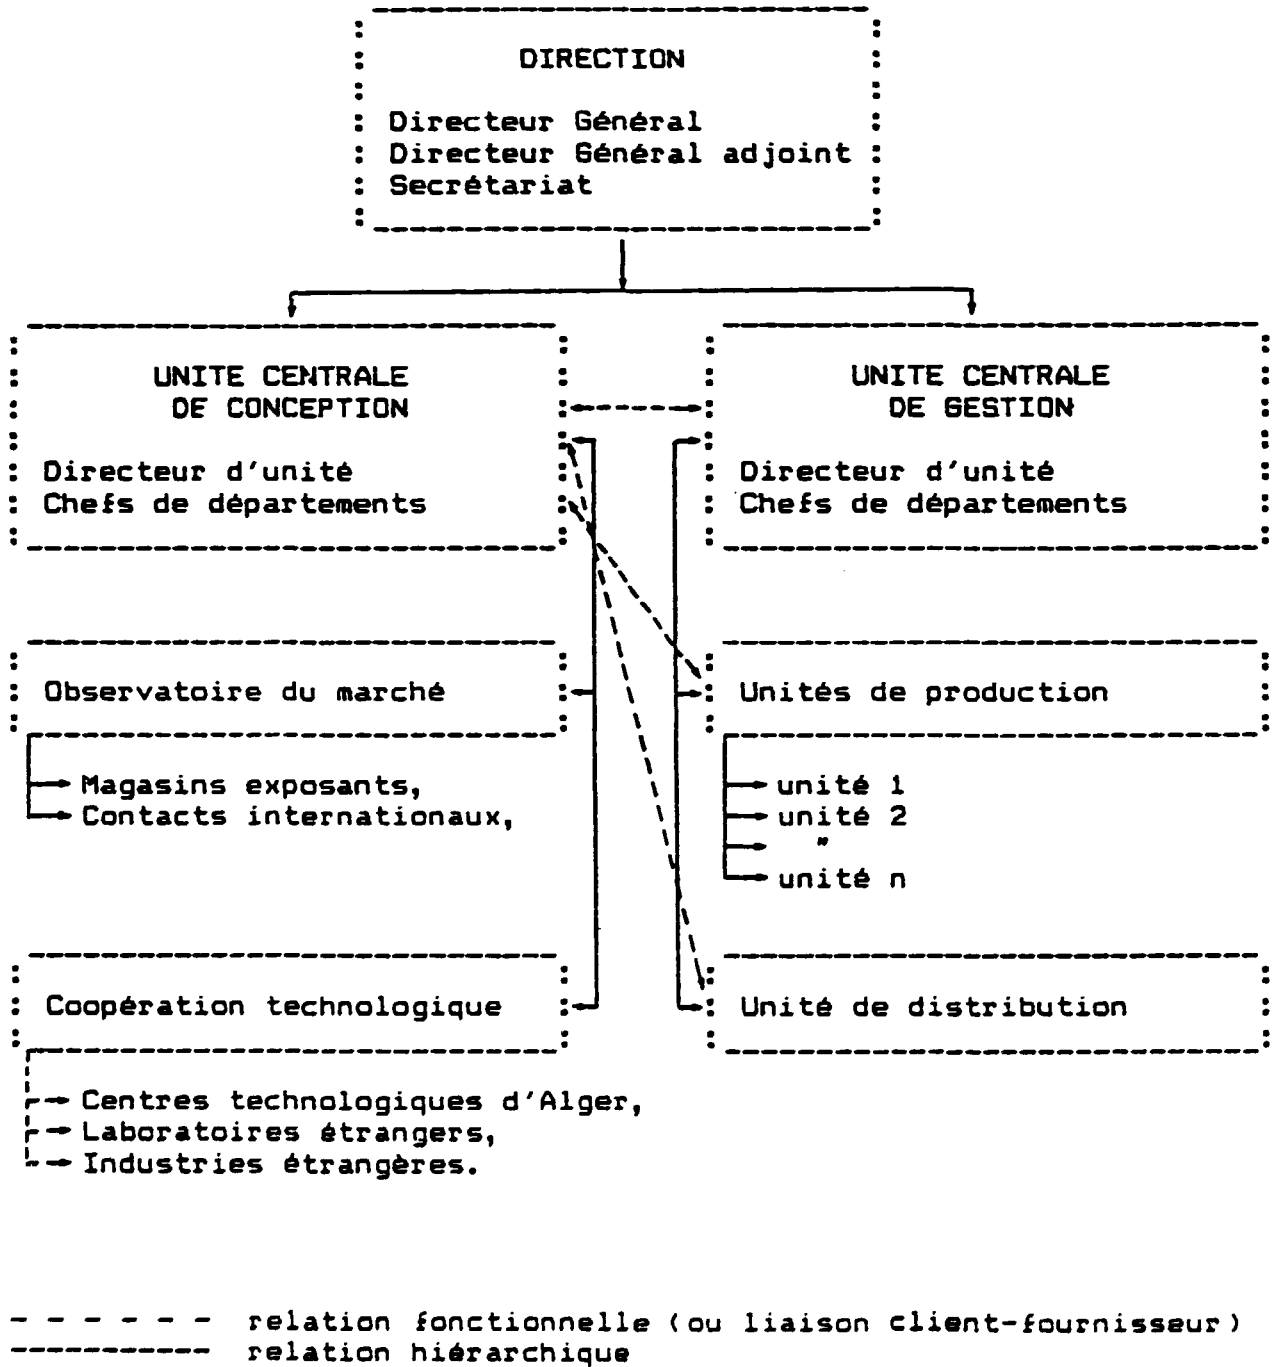 DIRECTION
Directeur Général
Directeur Général adjoint
Secrétariat
UNITE CENTRALE
DE CONCEPTION
Directeur d'unité
Chefs de départements
UNITE CENTRALE
DE GESTION
Directeur d'unité
Chefs de départements
Observatoire du marché
Magasins exposants,
Contacts internationaux,
Unités de production
unité 1
unité 2
"
unité n
Coopération technologique
Centres technologiques d'Alger,
Laboratoires étrangers,
Industries étrangères.
Unité de distribution
relation fonctionnelle (ou liaison client-fournisseur)
relation hiérarchique